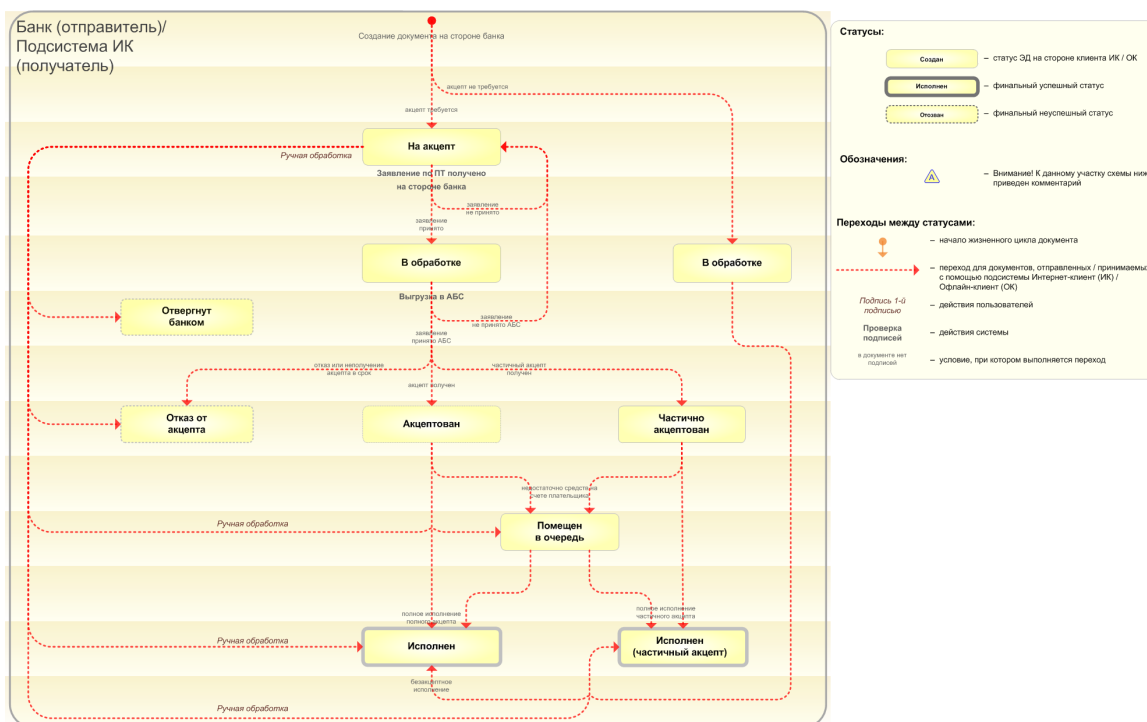 Банк (отправитель)/
Подсистема ИК
(получатель)
Создание документа на стороне банка
акцепт не требуется
акцепт требуется
На акцепт
Ручная обработка
Заявление по ПТ получено
на стороне банка
заявление
не принято
заявление
принято
В обработке
В обработке
Выгрузка в АБС
Отвергнут
банком
заявление
не принято АБС
заявление
принято АБС
отказ или неполучение
акцепта в срок
частичный акцепт
получен
акцепт получен
Отказ от
акцепта
Акцептован
Частично
акцептован
недостаточно средств на
счете плательщика
Ручная обработка
Помещен
в очередь
полное исполнение
полного акцепта
полное исполнение
частичного акцепта
Ручная обработка
Исполнен
Исполнен
(частичный акцепт)
безакцептное
исполнение
Ручная обработка
Статусы:
Создан
– статус ЭД на стороне клиента ИК / ОК
Исполнен
– финальный успешный статус
Отозван
– финальный неуспешный статус
Обозначения:
А
– Внимание! К данному участку схемы ниж
приведен комментарий
Переходы между статусами:
– начало жизненного цикла документа
– переход для документов, отправленных / принимаемых
с помощью подсистемы Интернет-клиент (ИК) /
Офлайн-клиент (ОК)
Подпись 1-й
подписью
– действия пользователей
Проверка
подписей
– действия системы
в документе нет
подписей
– условие, при котором выполняется переход